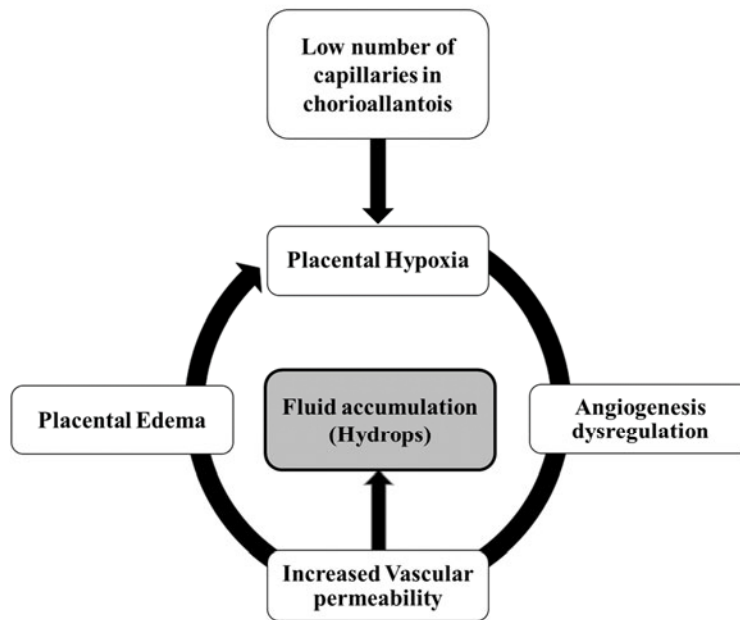 Low number of
capillaries in
chorioallantois
Placental Hypoxia
Placental Edema
Fluid accumulation
(Hydrops)
Angiogenesis
dysregulation
Increased Vascular
permeability